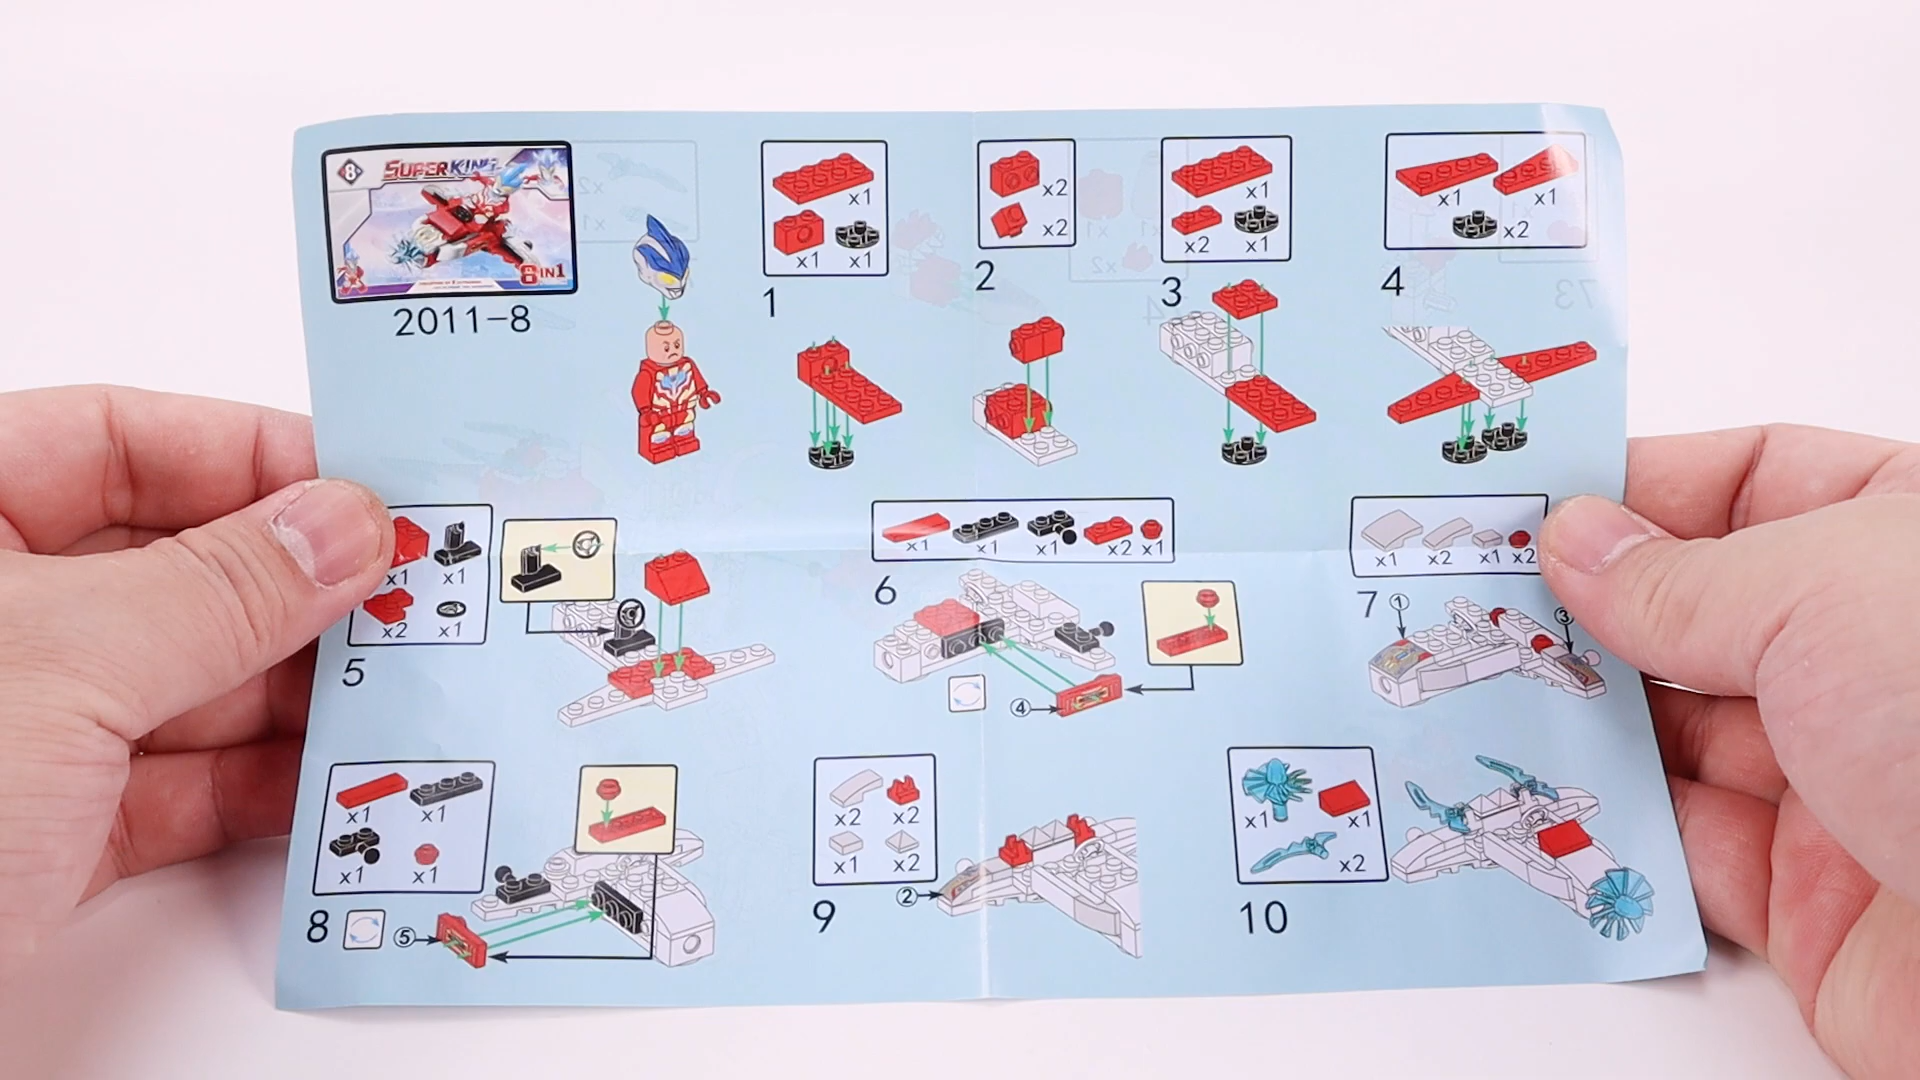 8 SUPERKING
8 IN 1
2011-8
x1
x1 x1
1
x2
x2
2
x1
x2 x1
3
x1 x1
x2
4
x1 x1
x2 x1
5
x1 x1 x1 x2 x1
6
④
x1 x2 x1 x2
7 ① ③
x1 x1
x1 x1
8 ⑤
x2 x2
x1 x2
9 ②
x1 x1
x2
10